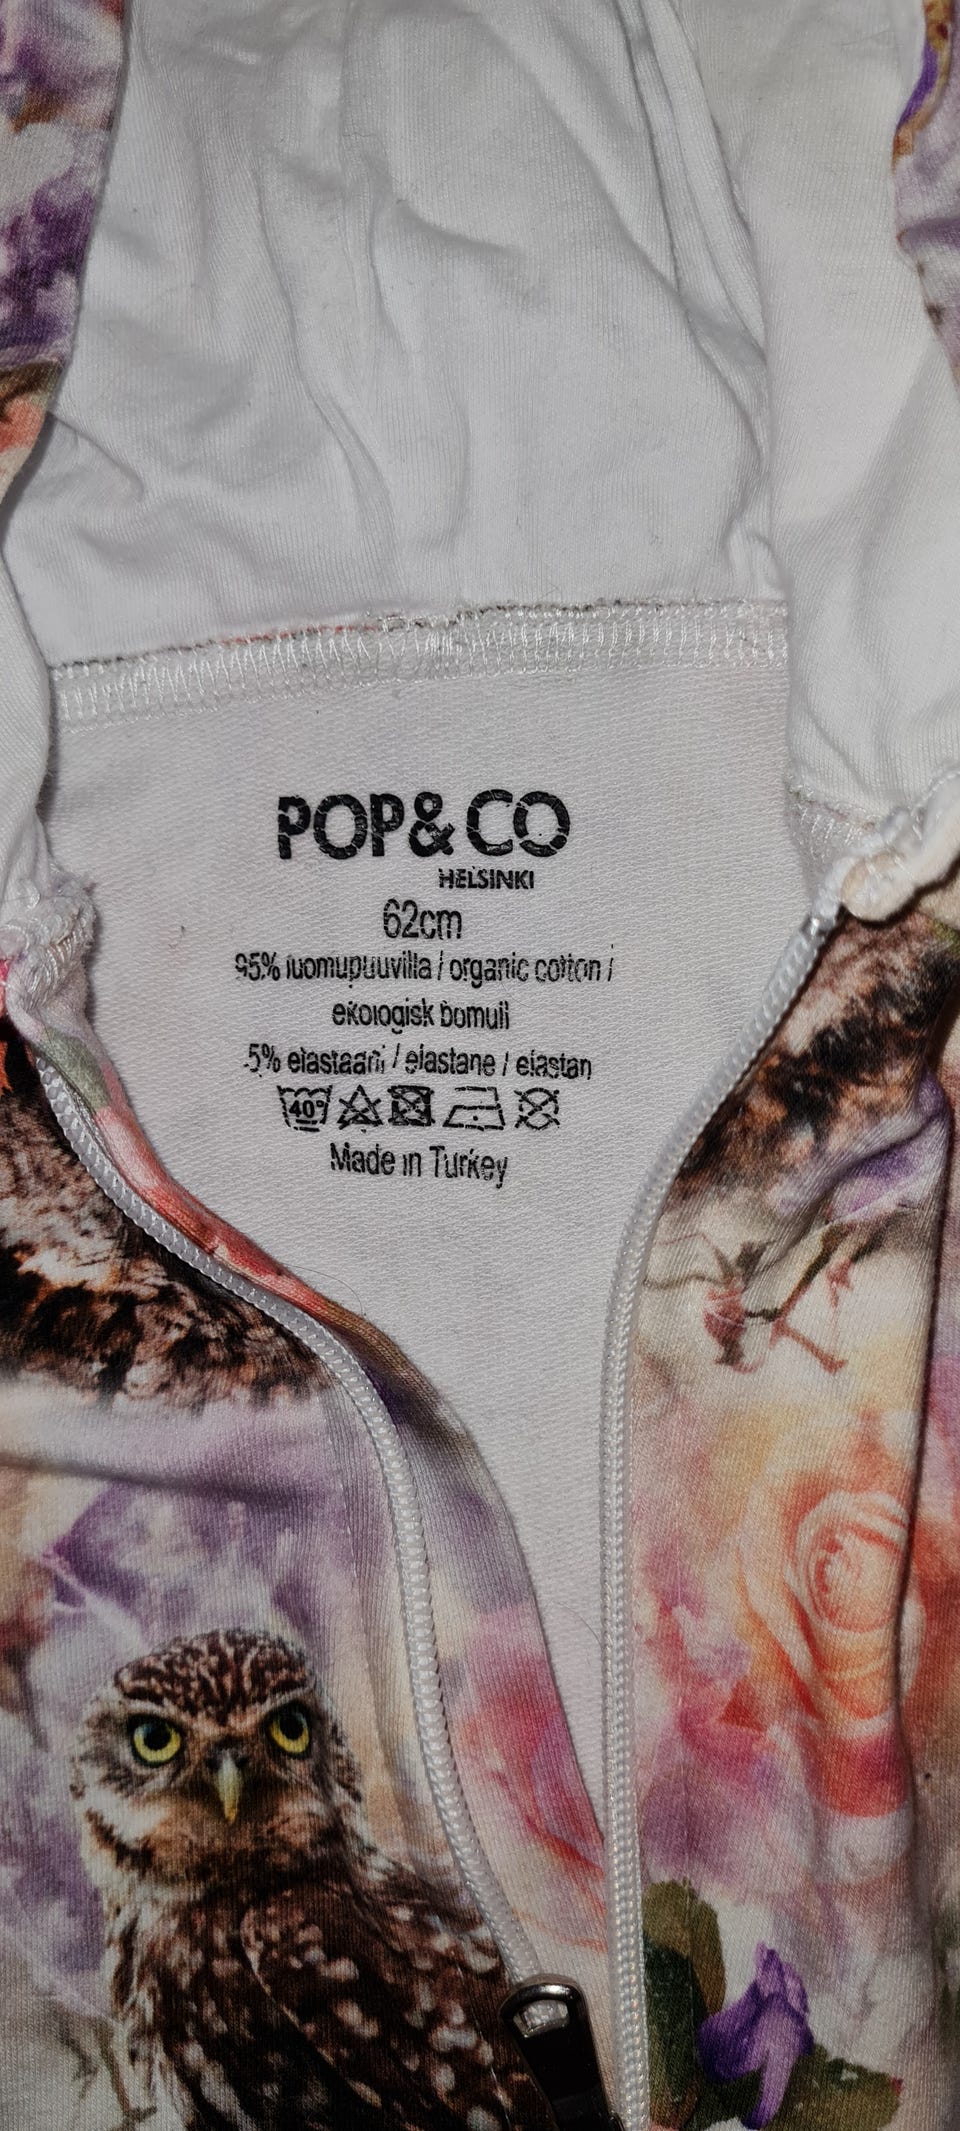 POP&CO
HELSINKI
62cm
95% luomupuuvilla / organic cotton /
ekologisk bomull
5% elastaani / elastane / elastan
40°
Made in Turkey